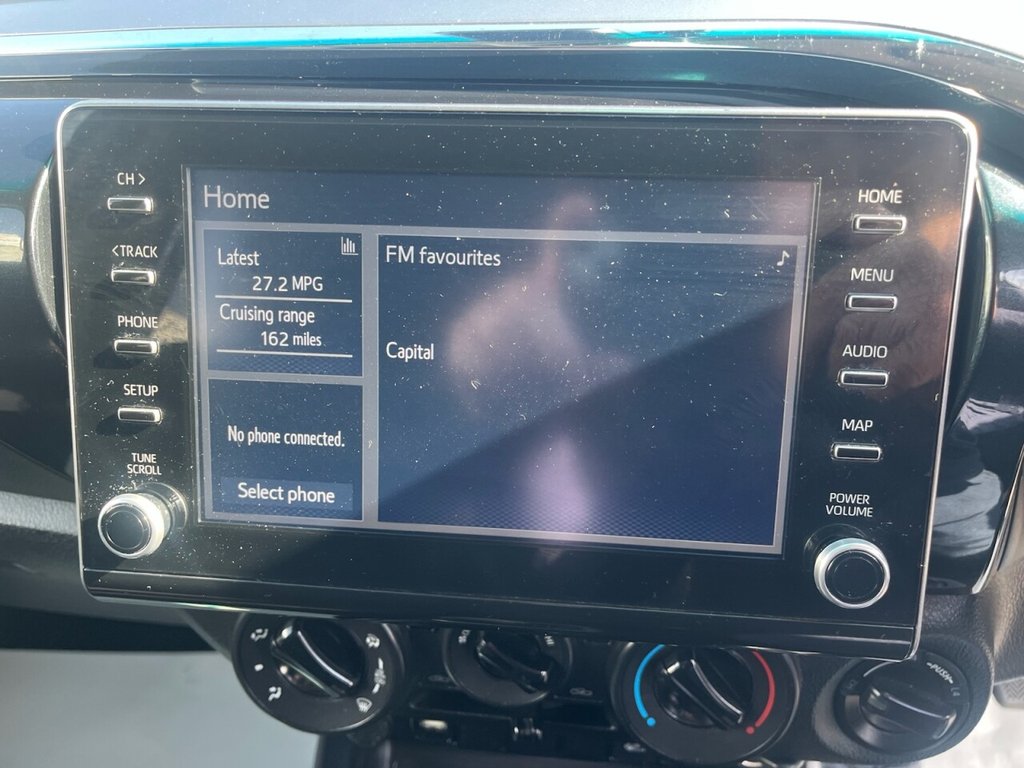 CH>
<TRACK
PHONE
SETUP
TUNE
SCROLL
Home
Latest
27.2 MPG
Cruising range
162 miles
No phone connected.
Select phone
FM favourites
Capital
HOME
MENU
AUDIO
MAP
POWER
VOLUME